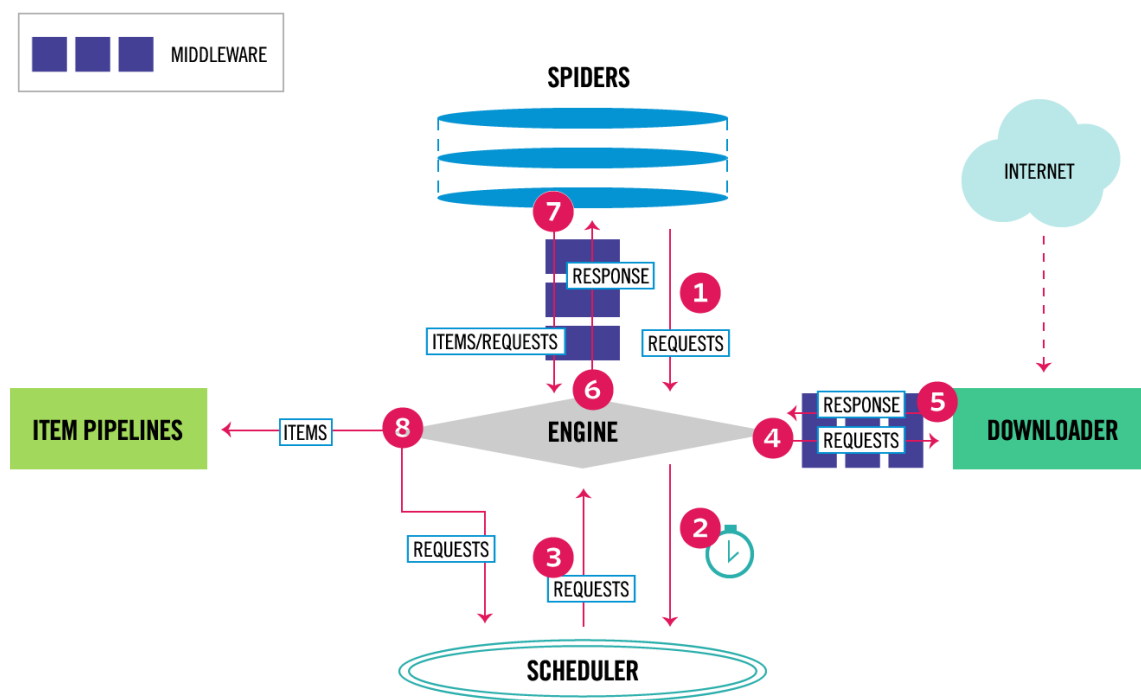 MIDDLEWARE
SPIDERS
INTERNET
7
RESPONSE
1
ITEMS/REQUESTS
REQUESTS
6
RESPONSE
5
ITEM PIPELINES
ITEMS
8
ENGINE
4
REQUESTS
DOWNLOADER
2
REQUESTS
3
REQUESTS
SCHEDULER